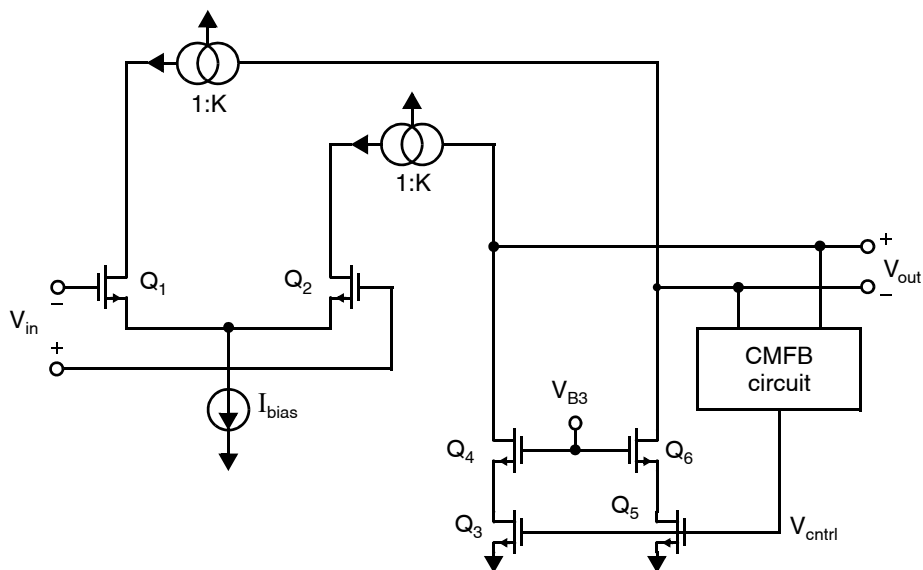 1:K
1:K
Q1
Q2
+
Vout
−
−
Vin
+
CMFB
circuit
Ibias
VB3
Q4
Q6
Q3
Q5
Vcntrl